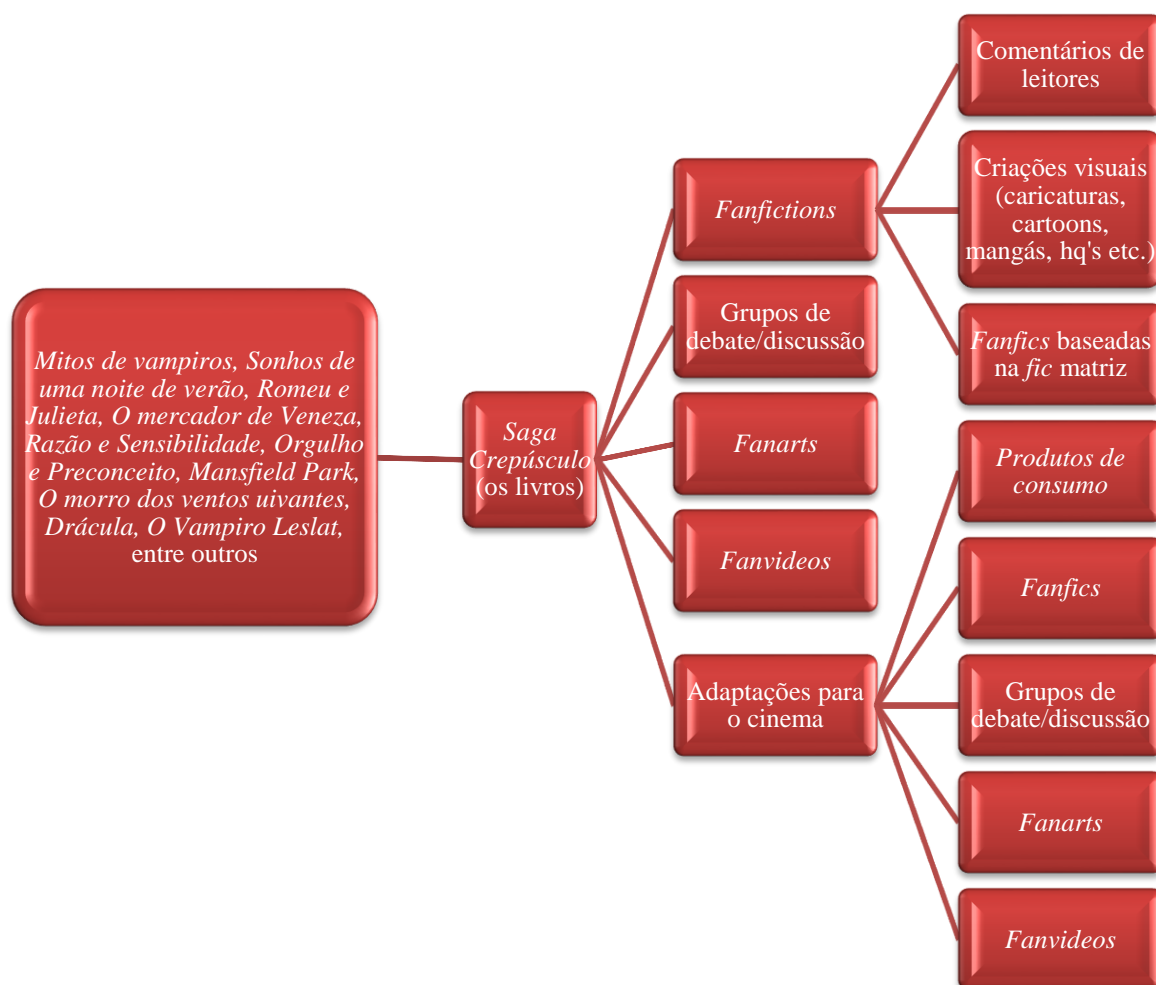 Mitos de vampiros, Sonhos de
uma noite de verão, Romeu e
Julieta, O mercador de Veneza,
Razão e Sensibilidade, Orgulho
e Preconceito, Mansfield Park,
O morro dos ventos uivantes,
Drácula, O Vampiro Leslat,
entre outros
Saga
Crepúsculo
(os livros)
Fanfictions
Grupos de
debate/discussão
Fanarts
Fanvideos
Adaptações para
o cinema
Comentários de
leitores
Criações visuais
(caricaturas,
cartoons,
mangás, hq's etc.)
Fanfics baseadas
na fic matriz
Produtos de
consumo
Fanfics
Grupos de
debate/discussão
Fanarts
Fanvideos